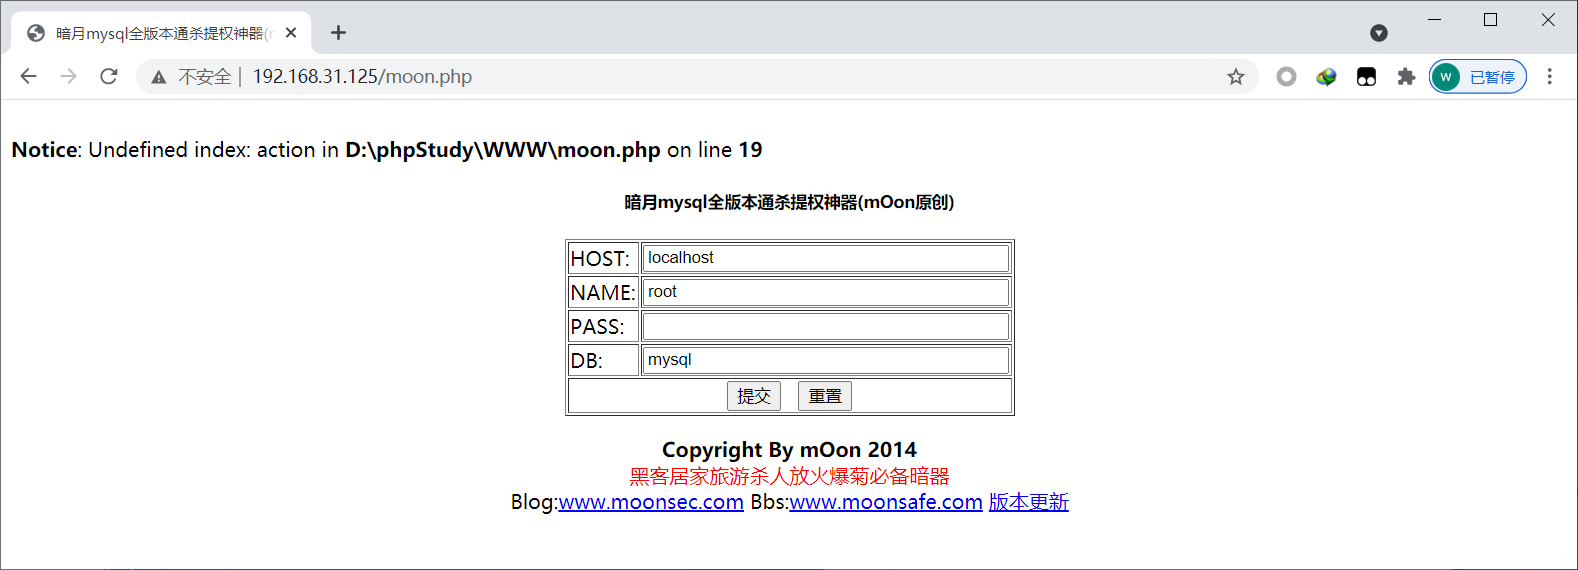 暗月mysql全版本通杀提权神器(m
不安全 | 192.168.31.125/moon.php
W 已暂停
Notice: Undefined index: action in D:\phpStudy\WWW\moon.php on line 19
暗月mysql全版本通杀提权神器(mOon原创)
HOST: localhost
NAME: root
PASS:
DB: mysql
提交 重置
Copyright By mOon 2014
黑客居家旅游杀人放火爆菊必备暗器
Blog:www.moonsec.com Bbs:www.moonsafe.com 版本更新